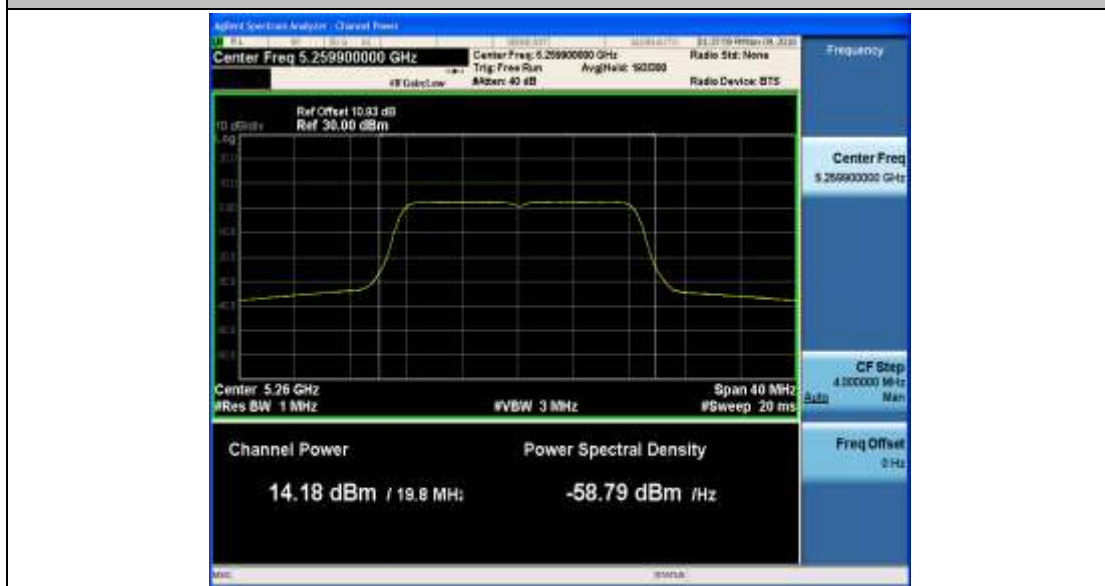 Agilent Spectrum Analyzer - Channel Power
Center Freq 5.259900000 GHz
Center Freq: 5.259900000 GHz
Radio Std: None
Trig: Free Run
Avg|Hold:
#Atten: 40 dB
Radio Device: BTS
#IFGain:Low
Ref Offset 10.93 dB
10 dB/div
Ref 30.00 dBm
Log
Center 5.26 GHz
Span 40 MHz
#Res BW 1 MHz
#VBW 3 MHz
#Sweep 20 ms
Channel Power
Power Spectral Density
14.18 dBm / 19.8 MHz
-58.79 dBm /Hz
MSG
STATUS
Frequency
Center Freq
5.259900000 GHz
CF Step
4.000000 MHz
Auto Man
Freq Offset
0 Hz